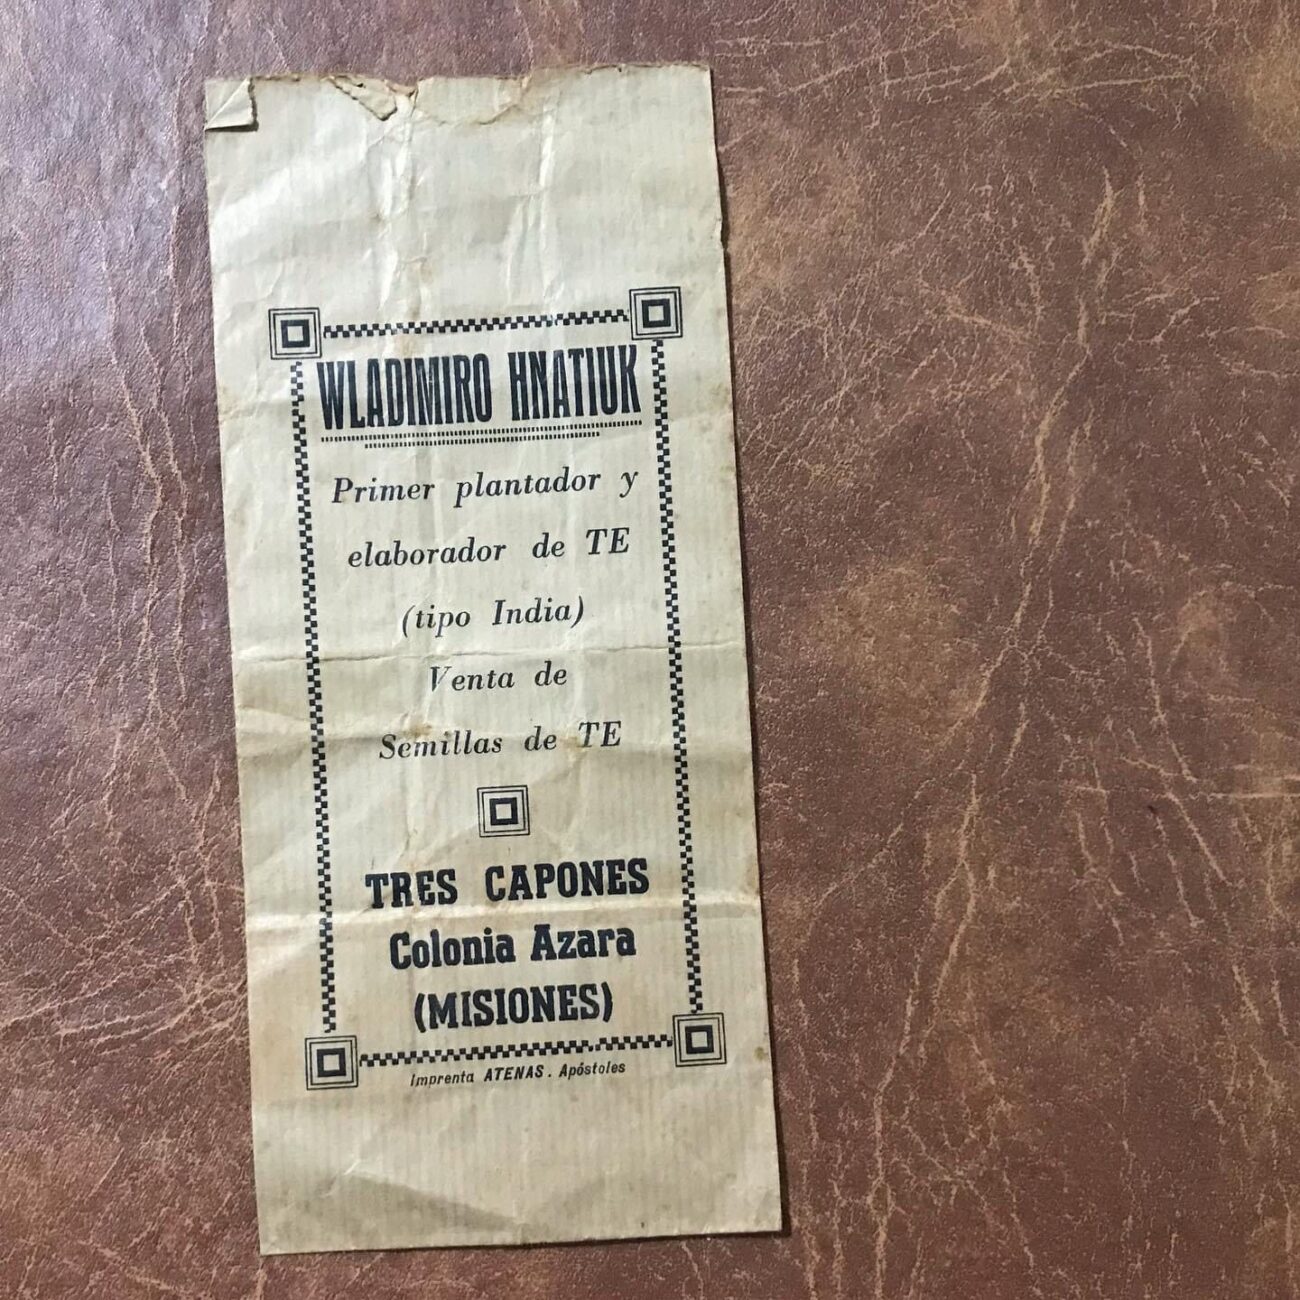 WLADIMIRO HNATIUK
Primer plantador y
elaborador de TE
(tipo India)
Venta de
Semillas de TE
TRES CAPONES
Colonia Azara
(MISIONES)
Imprenta ATENAS. Apóstoles